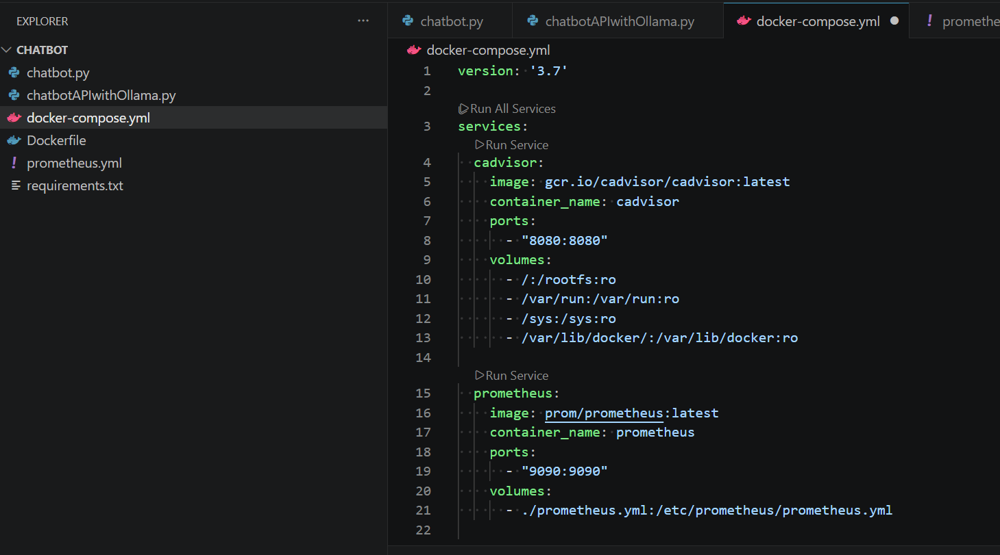 EXPLORER ...
CHATBOT
chatbot.py
chatbotAPIwithOllama.py
docker-compose.yml
Dockerfile
prometheus.yml
requirements.txt
chatbot.py chatbotAPIwithOllama.py docker-compose.yml promethe
docker-compose.yml
1 version: '3.7'
2
Run All Services
3 services:
Run Service
4   cadvisor:
5     image: gcr.io/cadvisor/cadvisor:latest
6     container_name: cadvisor
7     ports:
8       - "8080:8080"
9     volumes:
10       - /:/rootfs:ro
11       - /var/run:/var/run:ro
12       - /sys:/sys:ro
13       - /var/lib/docker/:/var/lib/docker:ro
14
Run Service
15   prometheus:
16     image: prom/prometheus:latest
17     container_name: prometheus
18     ports:
19       - "9090:9090"
20     volumes:
21       - ./prometheus.yml:/etc/prometheus/prometheus.yml
22